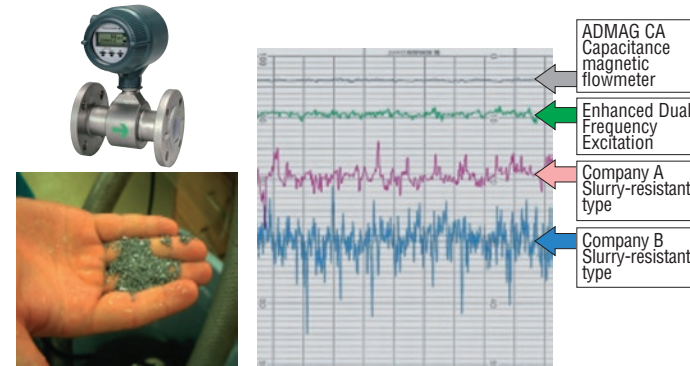 ADMAG CA
Capacitance
magnetic
flowmeter
Enhanced Dual
Frequency
Excitation
Company A
Slurry-resistant
type
Company B
Slurry-resistant
type